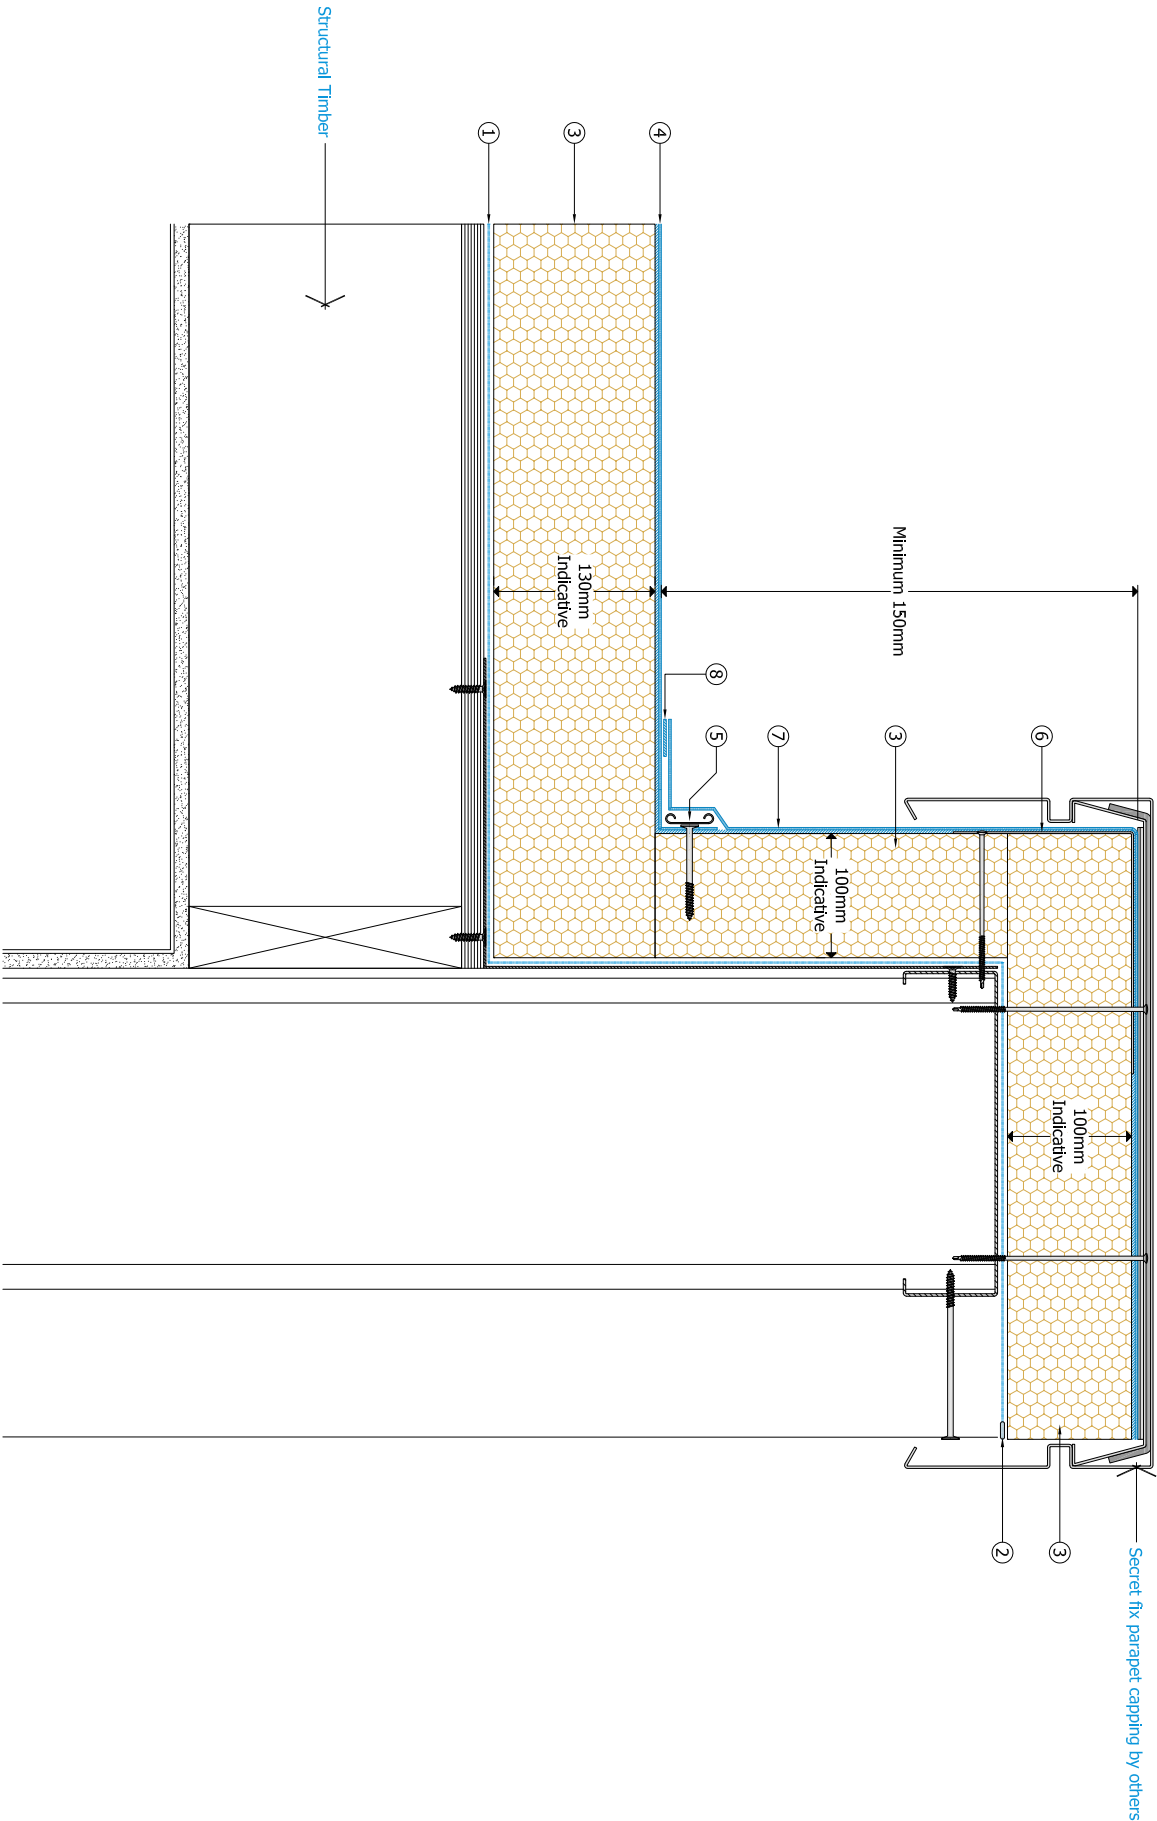 Secret fix parapet capping by others
100mm
Indicative
3
6
2
Minimum 150mm
3
100mm
Indicative
7
8
5
4
3
130mm
Indicative
1
Structural Timber